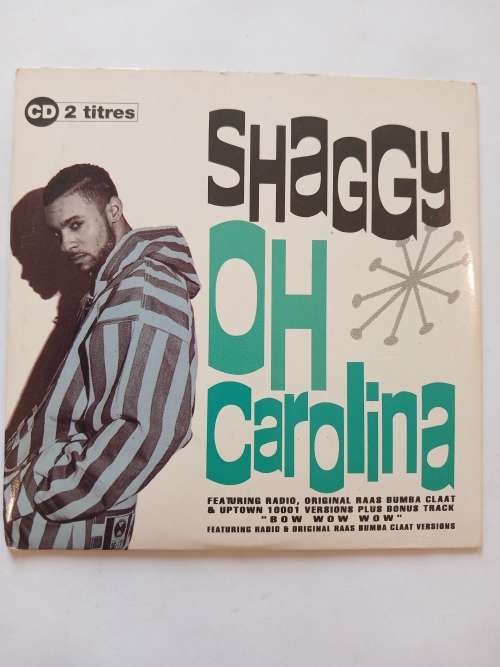 CD 2 titres
SHaGGy
OH
Carolina
FEATURING RADIO, ORIGINAL RAAS BUMBA CLAAT
& UPTOWN 10001 VERSIONS PLUS BONUS TRACK
"BOW WOW WOW"
FEATURING RADIO & ORIGINAL RAAS BUMBA CLAAT VERSIONS